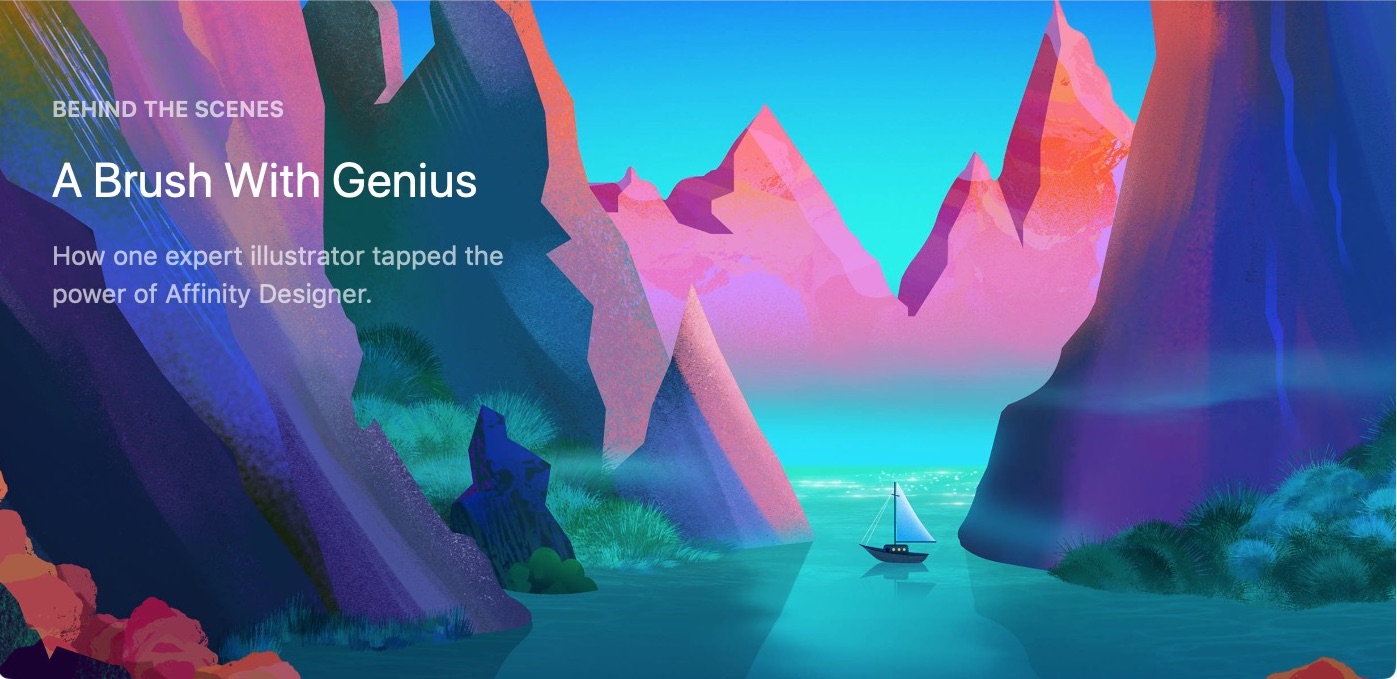 BEHIND THE SCENES
A Brush With Genius
How one expert illustrator tapped the
power of Affinity Designer.